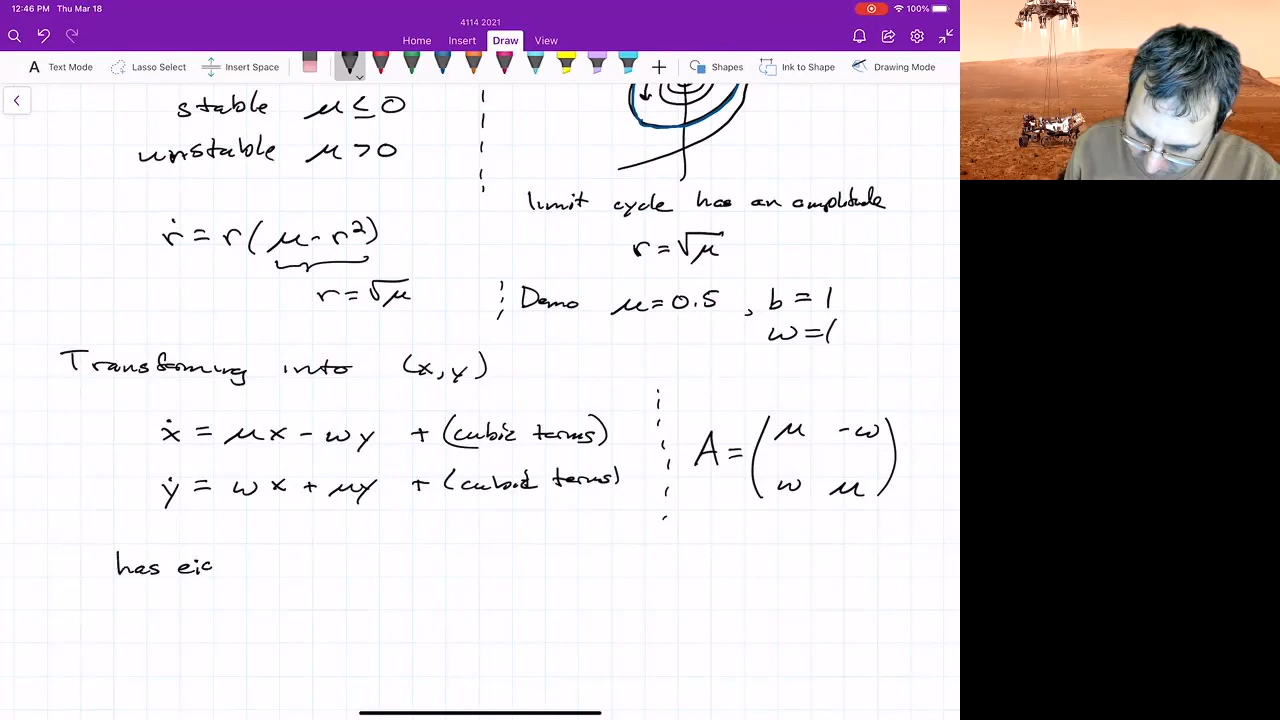 12:46 PM Thu Mar 18
100%
4114 2021
Home Insert Draw View
Text Mode Lasso Select Insert Space Shapes Ink to Shape Drawing Mode
stable μ ≤ 0
unstable μ > 0
ṙ = r(μ - r²)
r = √μ
limit cycle has an amplitude
r = √μ
Demo μ = 0.5, b = 1
ω = 1
Transforming into (x, y)
ẋ = μx - ωy + (cubic terms)
ẏ = ωx + μy + (cubic terms)
A = (μ -ω
ω μ)
has eig